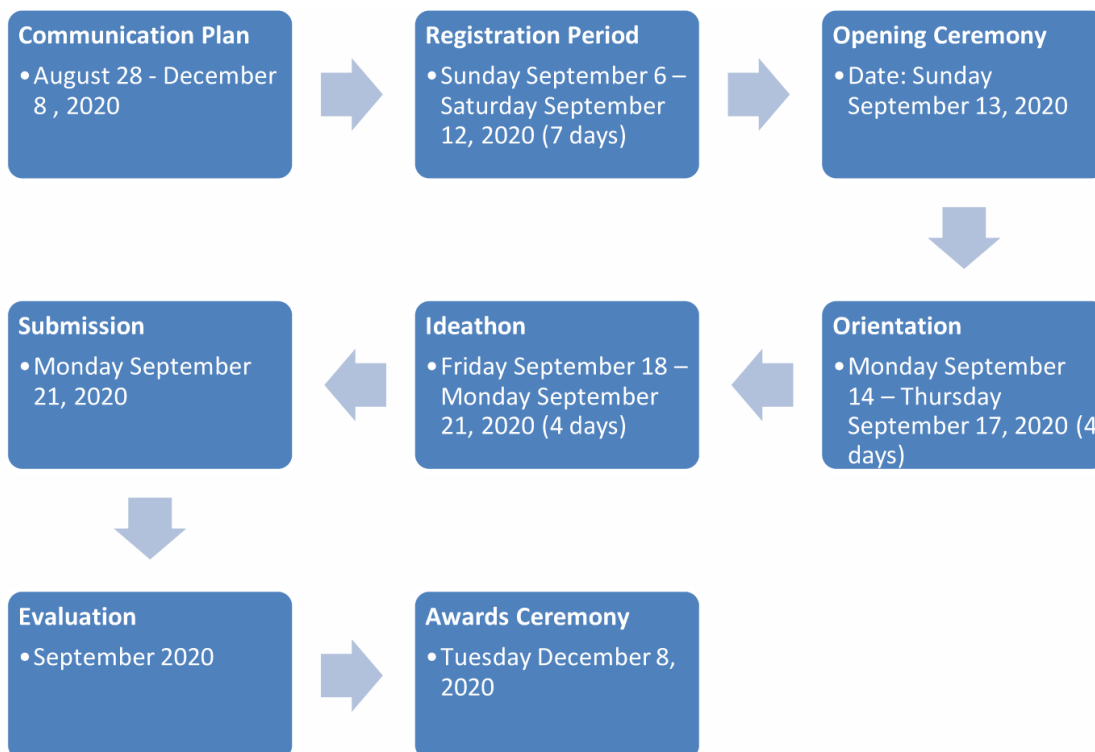 Communication Plan
•August 28 - December
8 , 2020
Registration Period
•Sunday September 6 –
Saturday September
12, 2020 (7 days)
Opening Ceremony
•Date: Sunday
September 13, 2020
Orientation
•Monday September
14 – Thursday
September 17, 2020 (4
days)
Ideathon
•Friday September 18 –
Monday September
21, 2020 (4 days)
Submission
•Monday September
21, 2020
Evaluation
•September 2020
Awards Ceremony
•Tuesday December 8,
2020